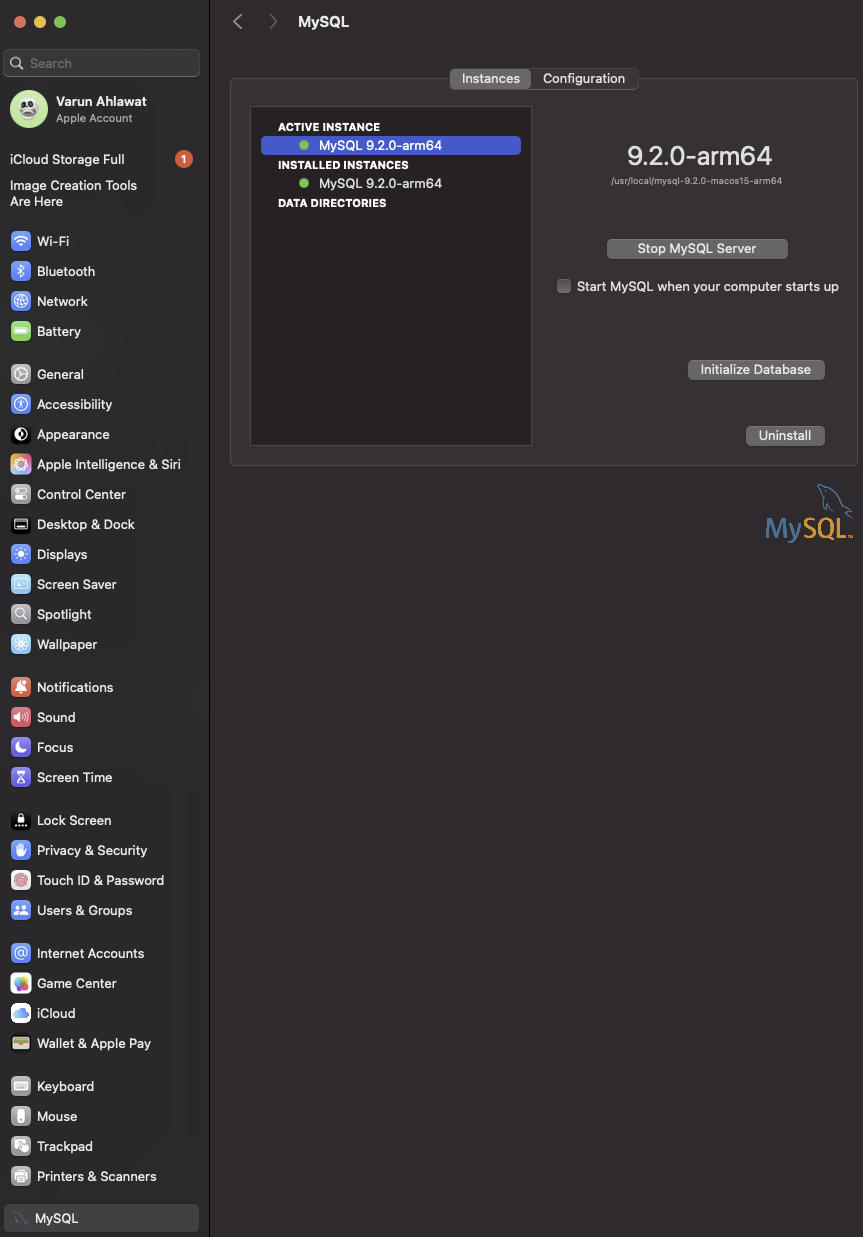 MySQL
Search
Varun Ahlawat
Apple Account
iCloud Storage Full
1
Image Creation Tools
Are Here
Wi-Fi
Bluetooth
Network
Battery
General
Accessibility
Appearance
Apple Intelligence & Siri
Control Center
Desktop & Dock
Displays
Screen Saver
Spotlight
Wallpaper
Notifications
Sound
Focus
Screen Time
Lock Screen
Privacy & Security
Touch ID & Password
Users & Groups
Internet Accounts
Game Center
iCloud
Wallet & Apple Pay
Keyboard
Mouse
Trackpad
Printers & Scanners
MySQL
Instances
Configuration
ACTIVE INSTANCE
MySQL 9.2.0-arm64
INSTALLED INSTANCES
MySQL 9.2.0-arm64
DATA DIRECTORIES
9.2.0-arm64
/usr/local/mysql-9.2.0-macos15-arm64
Stop MySQL Server
Start MySQL when your computer starts up
Initialize Database
Uninstall
MySQL™